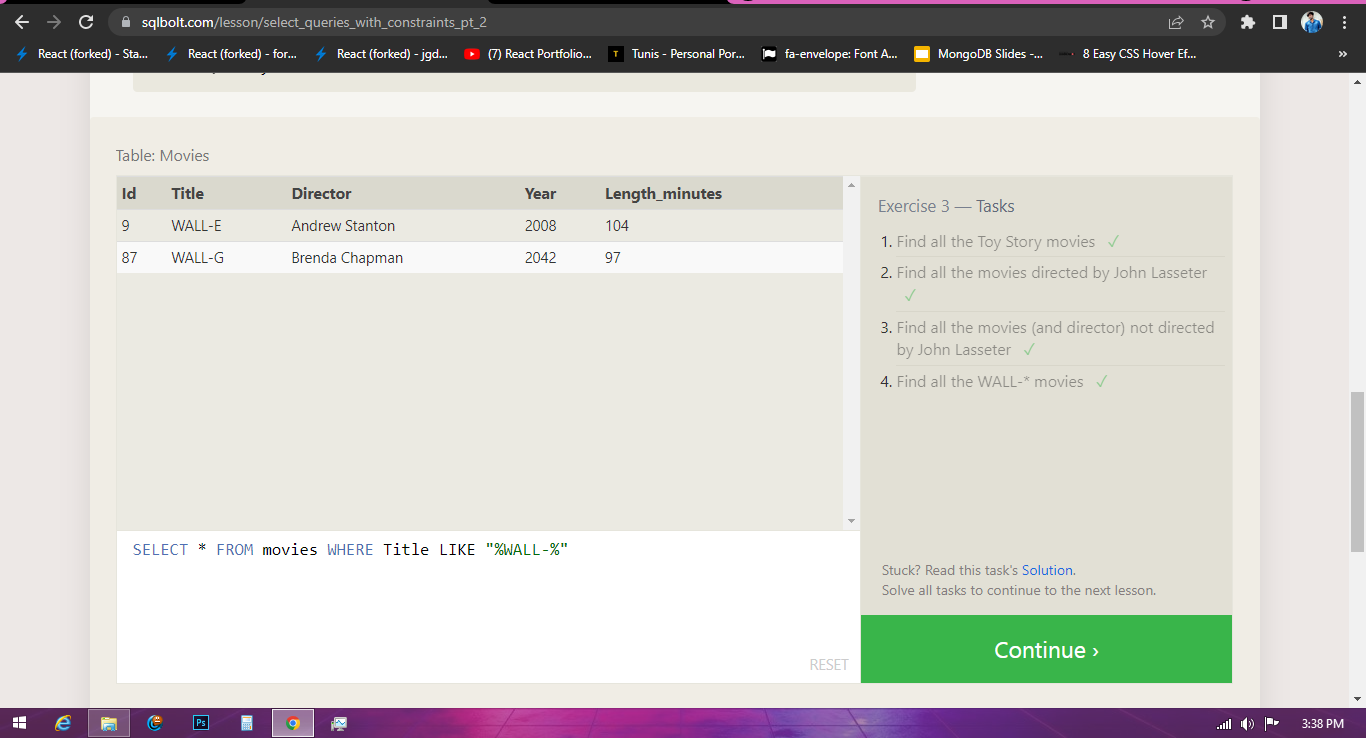 sqlbolt.com/lesson/select_queries_with_constraints_pt_2
React (forked) - Sta... React (forked) - for... React (forked) - jgd... (7) React Portfolio... T Tunis - Personal Por... fa-envelope: Font A... MongoDB Slides -... 8 Easy CSS Hover Ef... »
Table: Movies
Id Title Director Year Length_minutes
9 WALL-E Andrew Stanton 2008 104
87 WALL-G Brenda Chapman 2042 97
SELECT * FROM movies WHERE Title LIKE "%WALL-%"
RESET
Exercise 3 — Tasks
1. Find all the Toy Story movies ✓
2. Find all the movies directed by John Lasseter
✓
3. Find all the movies (and director) not directed
by John Lasseter ✓
4. Find all the WALL-* movies ✓
Stuck? Read this task's Solution.
Solve all tasks to continue to the next lesson.
Continue ›
Ps
3:38 PM